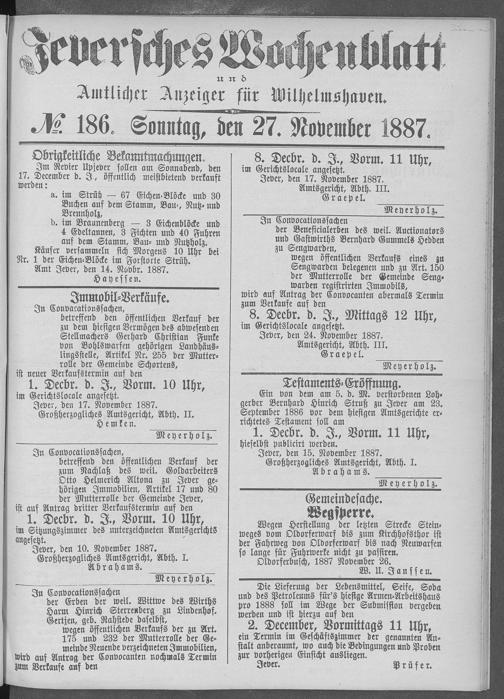 Jeversches Wochenblatt
und
Amtlicher Anzeiger für Wilhelmshaven.
№ 186. Sonntag, den 27. November 1887.
Obrigkeitliche Bekanntmachungen.
Im Revier Upjever sollen am Sonnabend, den
17. December d. J., öffentlich meistbietend verkauft
werden:
a. im Strüh — 67 Eichen-Blöcke und 30
Buchen auf dem Stamm, Bau-, Nutz- und
Brennholz,
b. im Braunenberg — 3 Eichenblöcke und
4 Edeltannen, 3 Fichten und 40 Fuhren
auf dem Stamm, Bau- und Nutzholz.
Käufer versammeln sich Morgens 10 Uhr bei
Nr. 1 der Eichen-Blöcke im Forstorte Strüh.
Amt Jever, den 14. Novbr. 1887.
Hayessen.
Immobil-Verkäufe.
In Convocationssachen,
betreffend den öffentlichen Verkauf der
zu dem hiesigen Vermögen des abwesenden
Stellmachers Gerhard Christian Funke
von Bohlswarfen gehörigen Landhäus-
lingsstelle, Artikel Nr. 255 der Mutter-
rolle der Gemeinde Schortens,
ist neuer Verkaufstermin auf den
1. Decbr. d. J., Vorm. 10 Uhr,
im Gerichtslocale angesetzt.
Jever, den 17. November 1887.
Großherzogliches Amtsgericht, Abth. II.
Hemken.
Meyerholz.
In Convocationssachen,
betreffend den öffentlichen Verkauf der
zum Nachlaß des weil. Goldarbeiters
Otto Helmerich Altona zu Jever ge-
hörigen Immobilien, Artikel 17 und 80
der Mutterrolle der Gemeinde Jever,
ist auf Antrag dritter Verkaufstermin auf den
1. Decbr. d. J., Vorm. 10 Uhr,
im Sitzungszimmer des unterzeichneten Amtsgerichts
angesetzt.
Jever, den 10. November 1887.
Großherzogliches Amtsgericht, Abth. I.
Abrahams.
Meyerholz.
In Convocationssachen
der Erben der weil. Wittwe des Wirths
Harm Hinrich Sterrenberg zu Lindenhof.
Gertjen, geb. Rahstede daselbst,
wegen öffentlichen Verkaufs der zu Art.
175 und 232 der Mutterrolle der Ge-
meinde Neuende verzeichneten Immobilien,
wird auf Antrag der Convocanten nochmals Termin
zum Verkaufe auf den
8. Decbr. d. J., Vorm. 11 Uhr,
im Gerichtslocale angesetzt.
Jever, den 17. November 1887.
Amtsgericht, Abth. III.
Graepel.
Meyerholz.
In Convocationssachen
der Beneficialerben des weil. Auctionators
und Gastwirths Bernhard Gummels Hedden
zu Sengwarden,
wegen öffentlichen Verkaufs eines zu
Sengwarden belegenen und zu Art. 150
der Mutterrolle der Gemeinde Seng-
warden registrirten Immobils,
wird auf Antrag der Convocanten abermals Termin
zum Verkaufe auf den
8. Decbr. d. J., Mittags 12 Uhr,
im Gerichtslocale angesetzt.
Jever, den 24. November 1887.
Amtsgericht, Abth. III.
Graepel.
Meyerholz.
Testaments-Eröffnung.
Ein von dem am 5. d. M. verstorbenen Loh-
gerber Bernhard Hinrich Struß zu Jever am 23.
September 1886 vor dem hiesigen Amtsgerichte er-
richtetes Testament soll am
1. Decbr. d. J., Vorm. 11 Uhr,
hieselbst publicirt werden.
Jever, den 15. November 1887.
Großherzogliches Amtsgericht, Abth. I.
Abrahams.
Meyerholz.
Gemeindesache.
Wegsperre.
Wegen Herstellung der letzten Strecke Stein-
weges vom Oldorferwarf bis zum Kirchhofsthor ist
der Fahrweg von Oldorferwarf bis nach Neuwarfen
so lange für Fuhrwerke nicht zu passiren.
Oldorferbusch, 1887 November 26.
W. U. Janssen.
Die Lieferung der Lebensmittel, Seife, Soda
und des Petroleums für's hiesige Armen-Arbeitshaus
pro 1888 soll im Wege der Submission vergeben
werden und ist hierzu auf den
2. December, Vormittags 11 Uhr,
ein Termin im Geschäftszimmer der genannten An-
stalt anberaumt, wo auch die Bedingungen und Proben
zur vorherigen Einsicht ausliegen.
Jever. Prüfer.